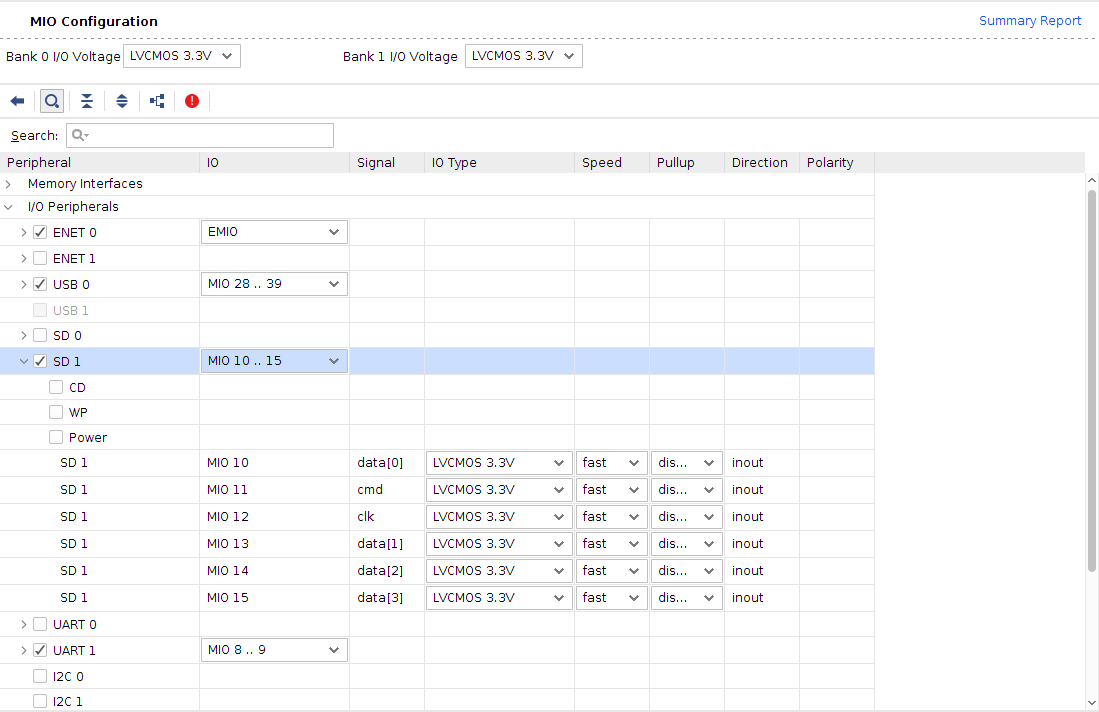 MIO Configuration Summary Report
Bank 0 I/O Voltage LVCMOS 3.3V Bank 1 I/O Voltage LVCMOS 3.3V
Search:
Peripheral IO Signal IO Type Speed Pullup Direction Polarity
Memory Interfaces
I/O Peripherals
ENET 0 EMIO
ENET 1
USB 0 MIO 28 .. 39
USB 1
SD 0
SD 1 MIO 10 .. 15
CD
WP
Power
SD 1 MIO 10 data[0] LVCMOS 3.3V fast dis... inout
SD 1 MIO 11 cmd LVCMOS 3.3V fast dis... inout
SD 1 MIO 12 clk LVCMOS 3.3V fast dis... inout
SD 1 MIO 13 data[1] LVCMOS 3.3V fast dis... inout
SD 1 MIO 14 data[2] LVCMOS 3.3V fast dis... inout
SD 1 MIO 15 data[3] LVCMOS 3.3V fast dis... inout
UART 0
UART 1 MIO 8 .. 9
I2C 0
I2C 1